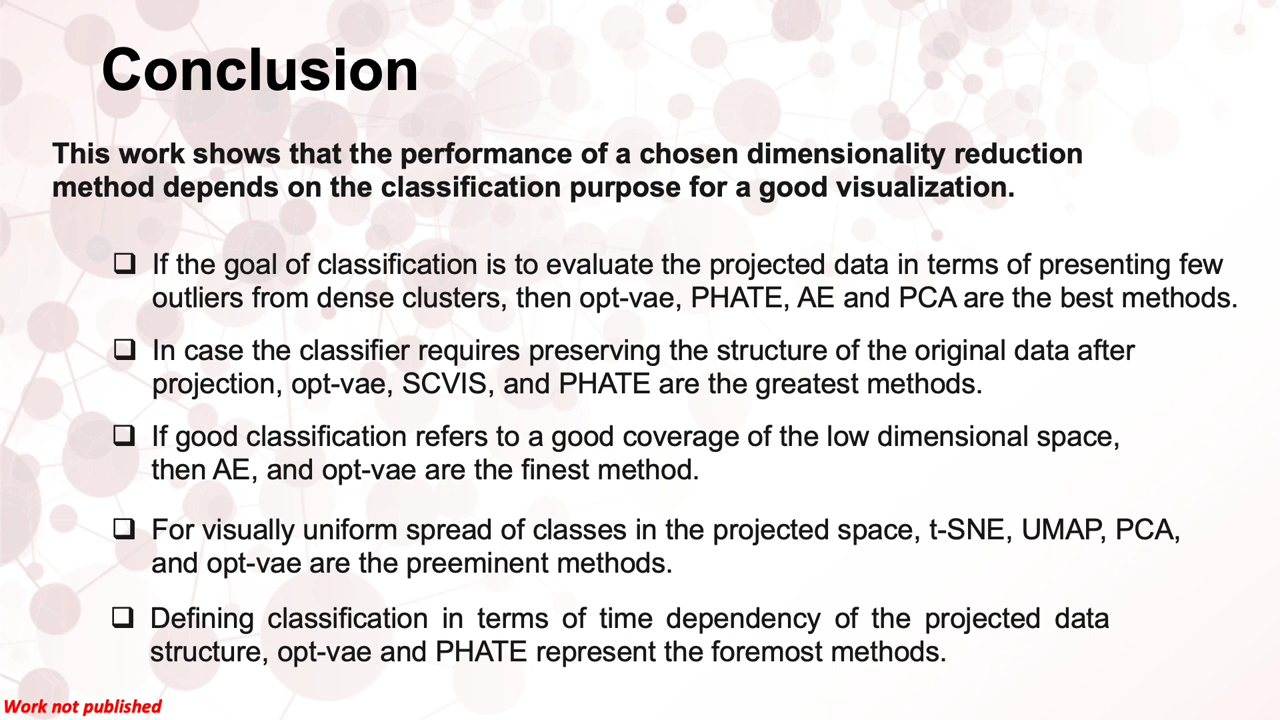 Conclusion
This work shows that the performance of a chosen dimensionality reduction
method depends on the classification purpose for a good visualization.
❑ If the goal of classification is to evaluate the projected data in terms of presenting few
outliers from dense clusters, then opt-vae, PHATE, AE and PCA are the best methods.
❑ In case the classifier requires preserving the structure of the original data after
projection, opt-vae, SCVIS, and PHATE are the greatest methods.
❑ If good classification refers to a good coverage of the low dimensional space,
then AE, and opt-vae are the finest method.
❑ For visually uniform spread of classes in the projected space, t-SNE, UMAP, PCA,
and opt-vae are the preeminent methods.
❑ Defining classification in terms of time dependency of the projected data
structure, opt-vae and PHATE represent the foremost methods.
Work not published